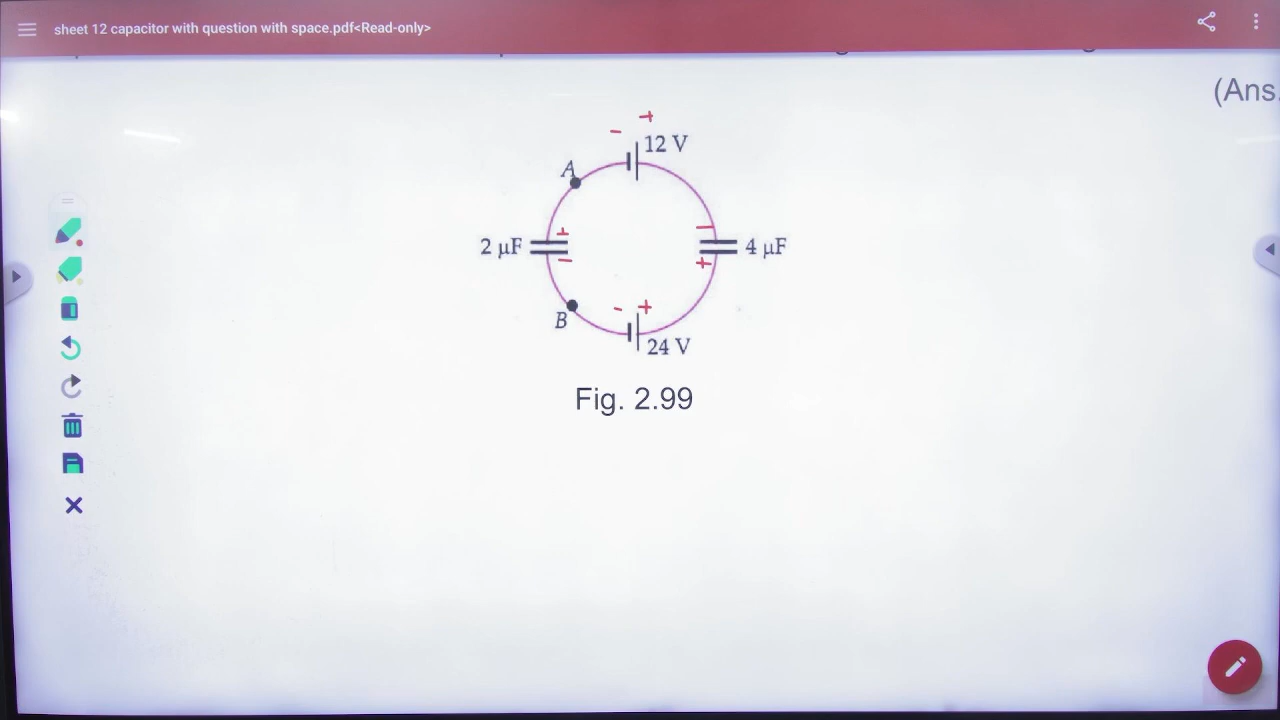 sheet 12 capacitor with question with space.pdf<Read-only>
(Ans.
- +
12 V
A
+ −
2 µF
− +
4 µF
B
- +
24 V
Fig. 2.99